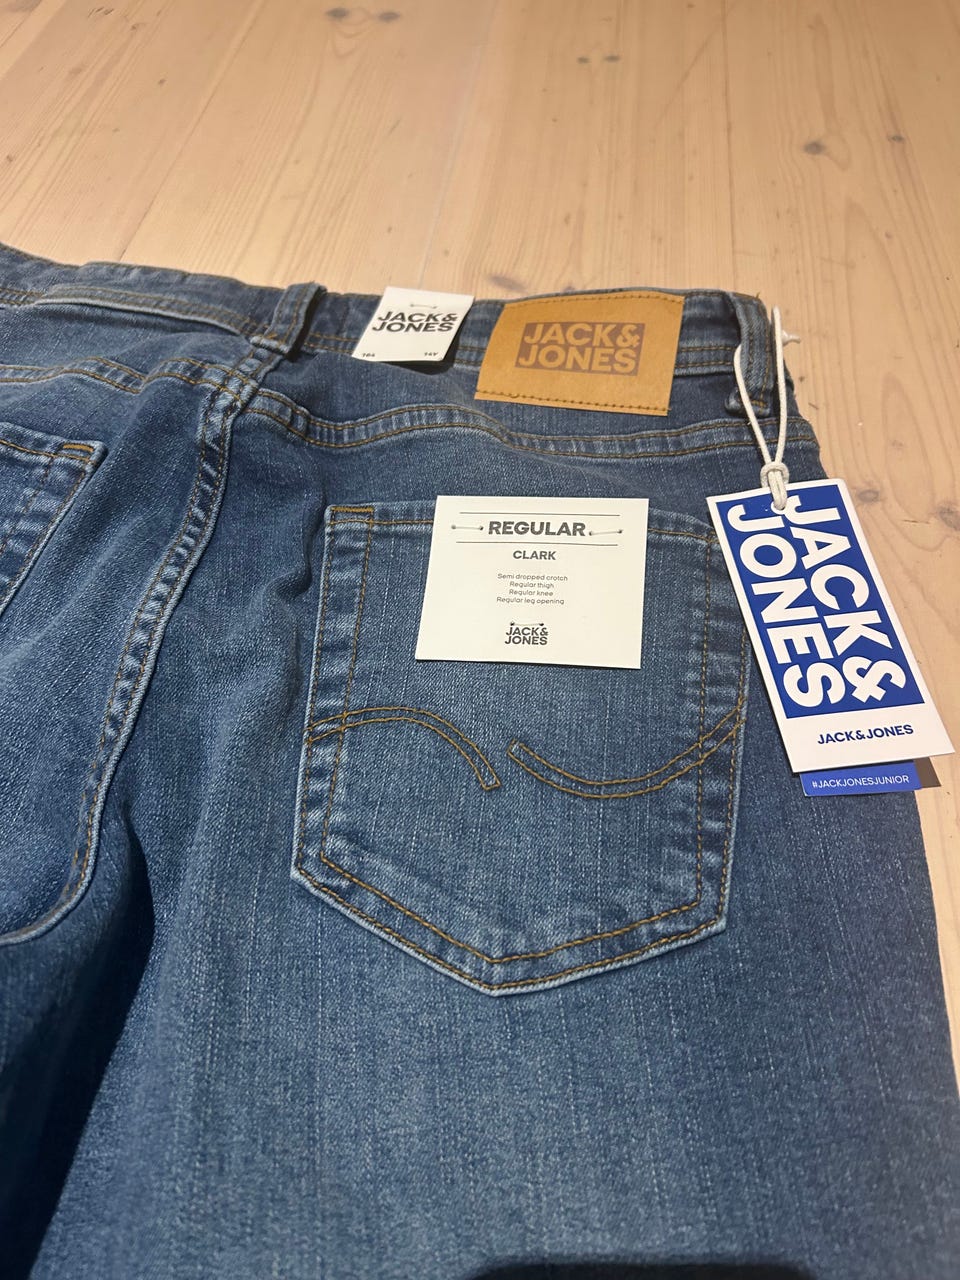 JACK&
JONES
164 14Y
JACK&
JONES
REGULAR
CLARK
Semi dropped crotch
Regular thigh
Regular knee
Regular leg opening
JACK&
JONES
JACK&
JONES
JACK&JONES
#JACKJONESJUNIOR